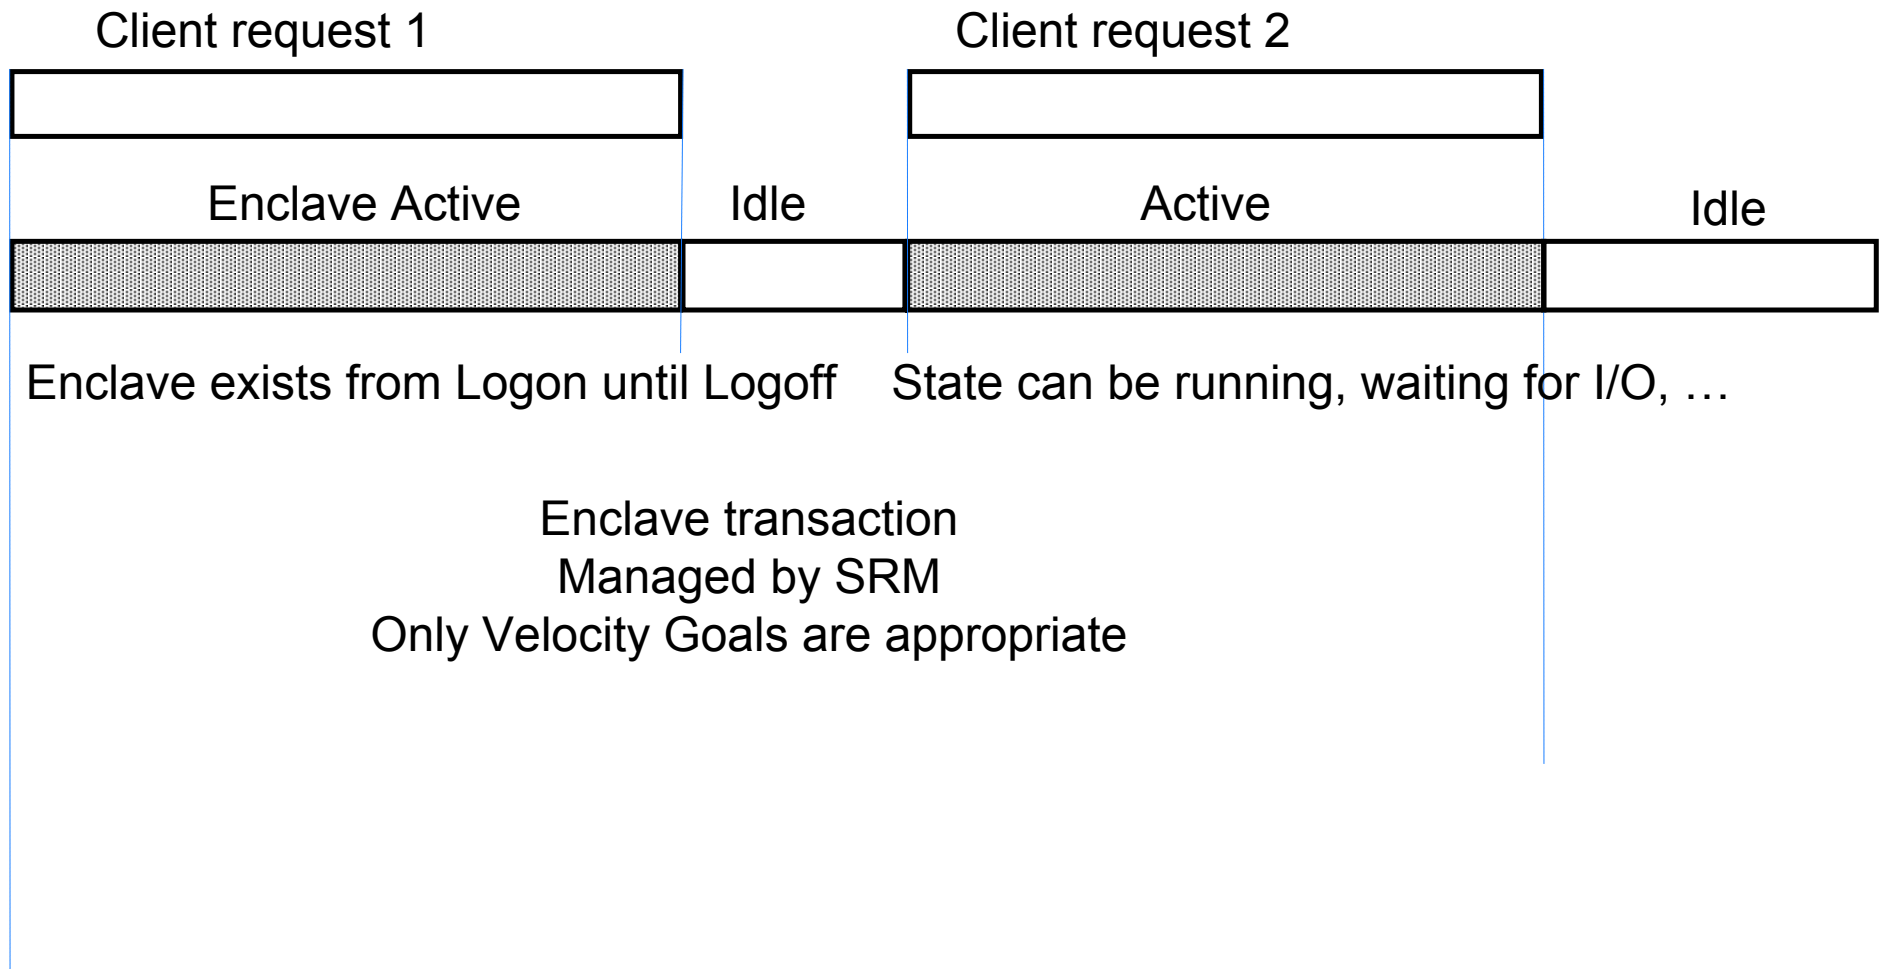 Client request 1
Client request 2
Enclave Active
Idle
Active
Idle
Enclave exists from Logon until Logoff
State can be running, waiting for I/O, …
Enclave transaction
Managed by SRM
Only Velocity Goals are appropriate